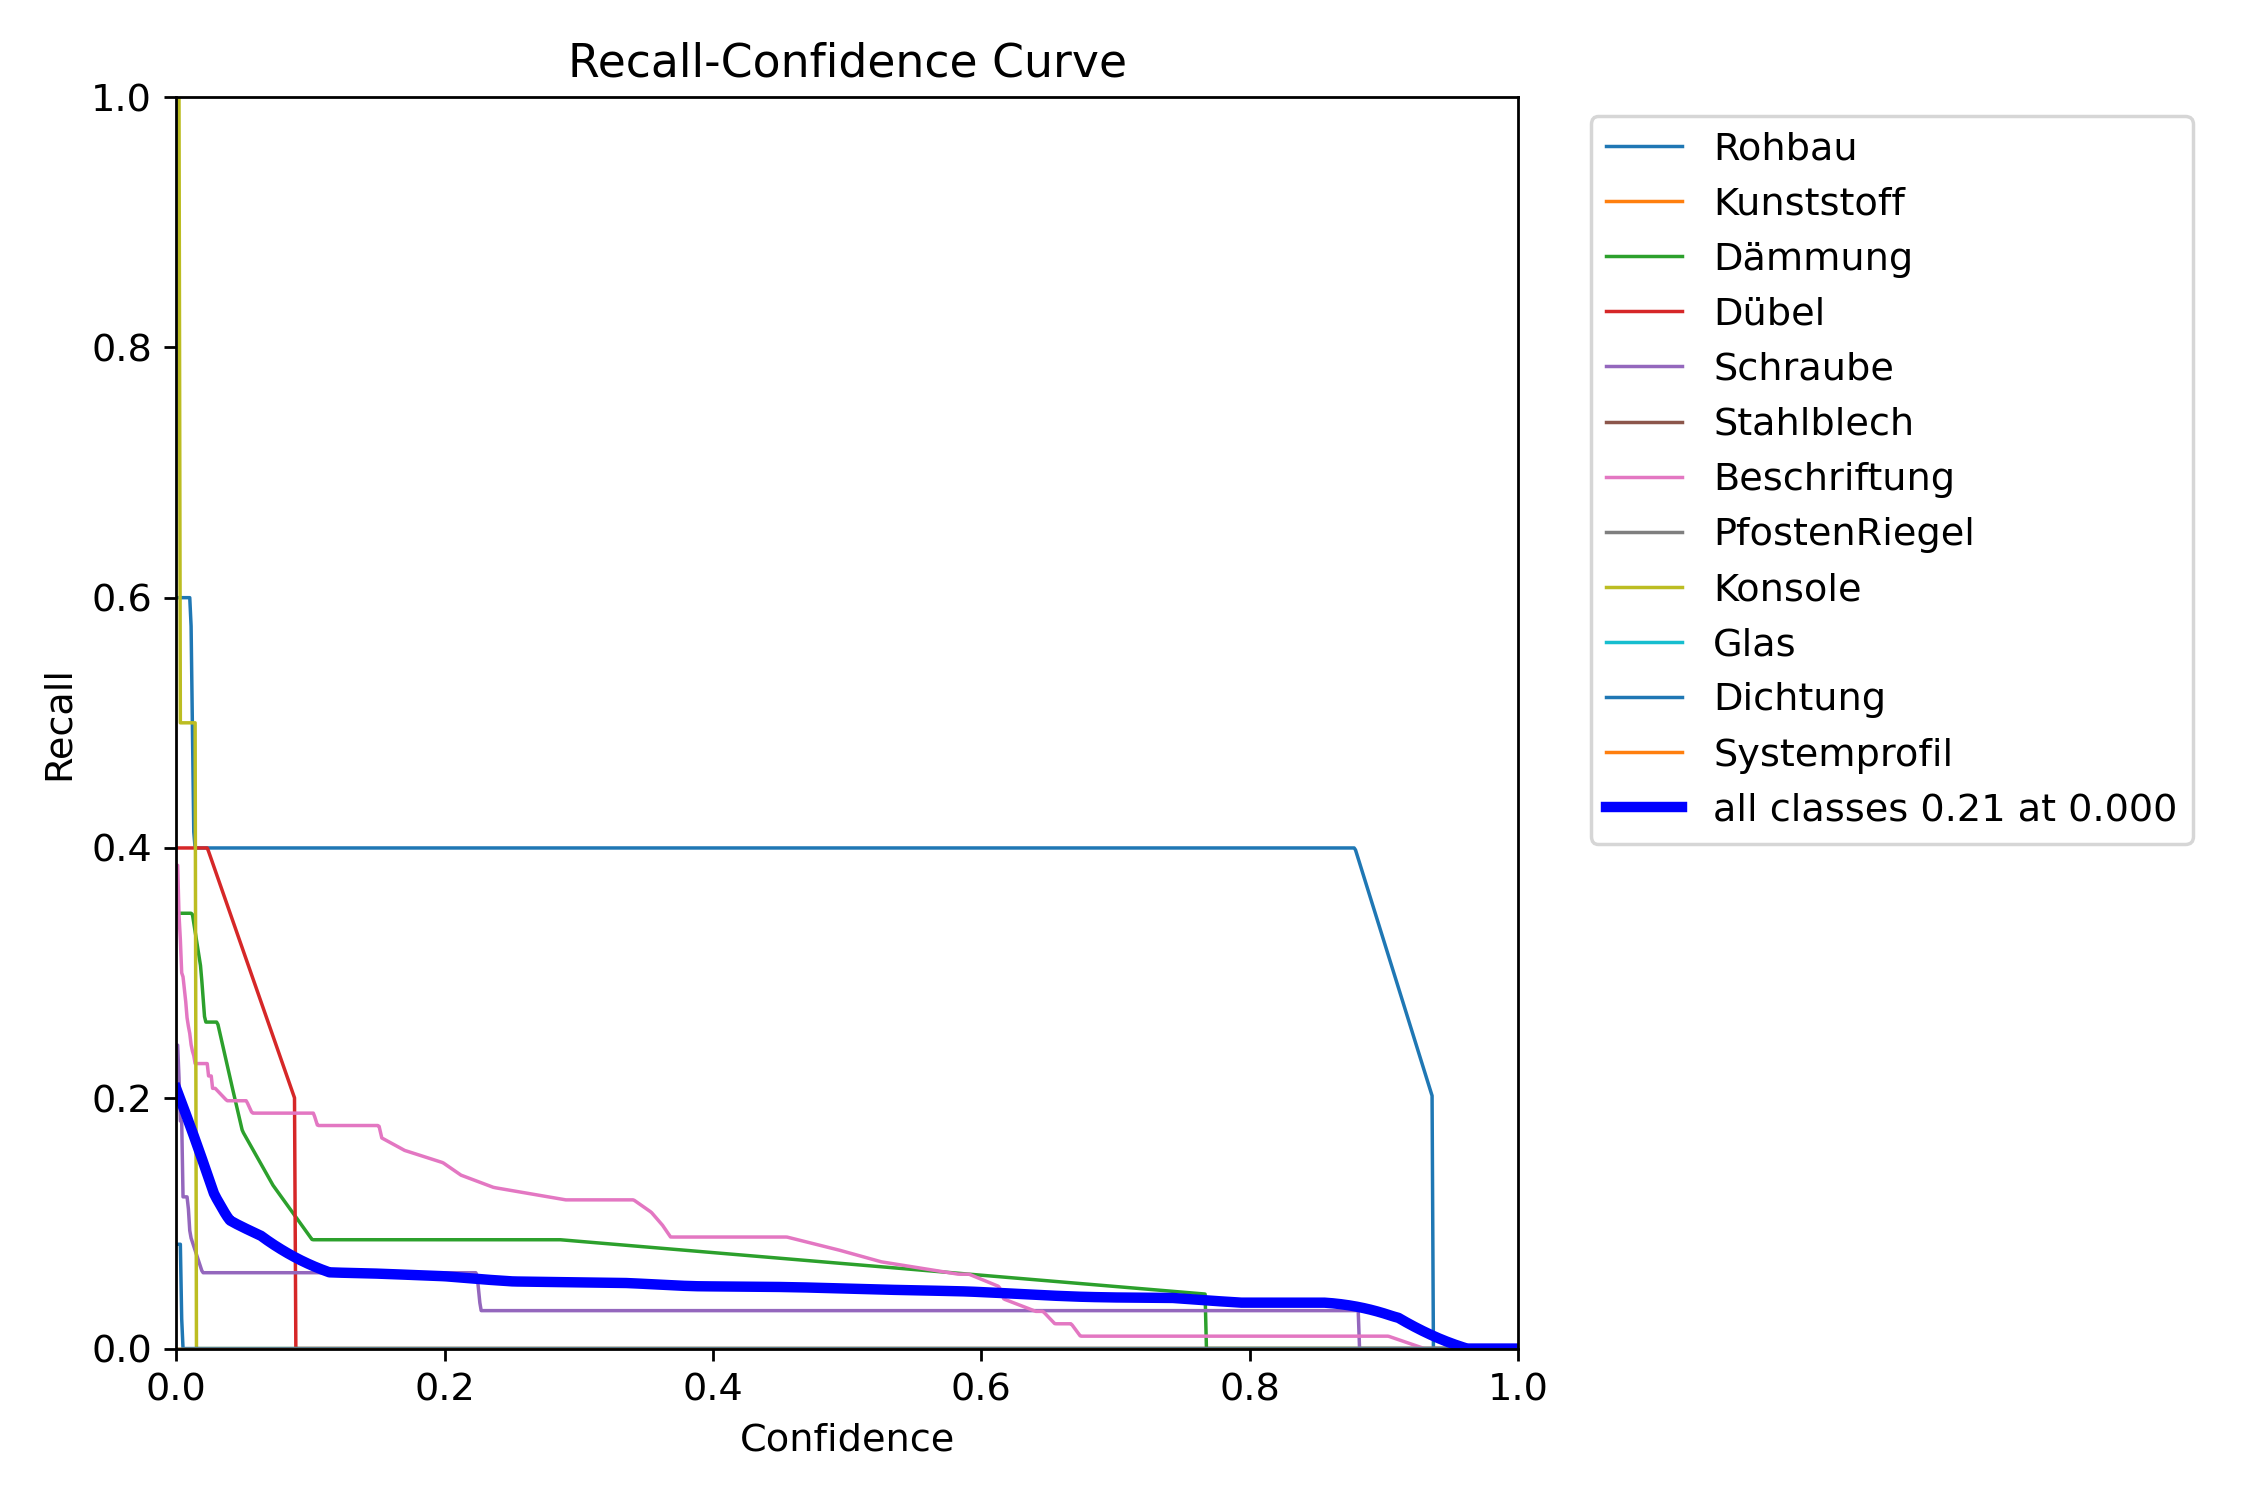 Recall-Confidence Curve
1.0
0.8
0.6
0.4
0.2
0.0
Recall
0.0 0.2 0.4 0.6 0.8 1.0
Confidence
Rohbau
Kunststoff
Dämmung
Dübel
Schraube
Stahlblech
Beschriftung
PfostenRiegel
Konsole
Glas
Dichtung
Systemprofil
all classes 0.21 at 0.000